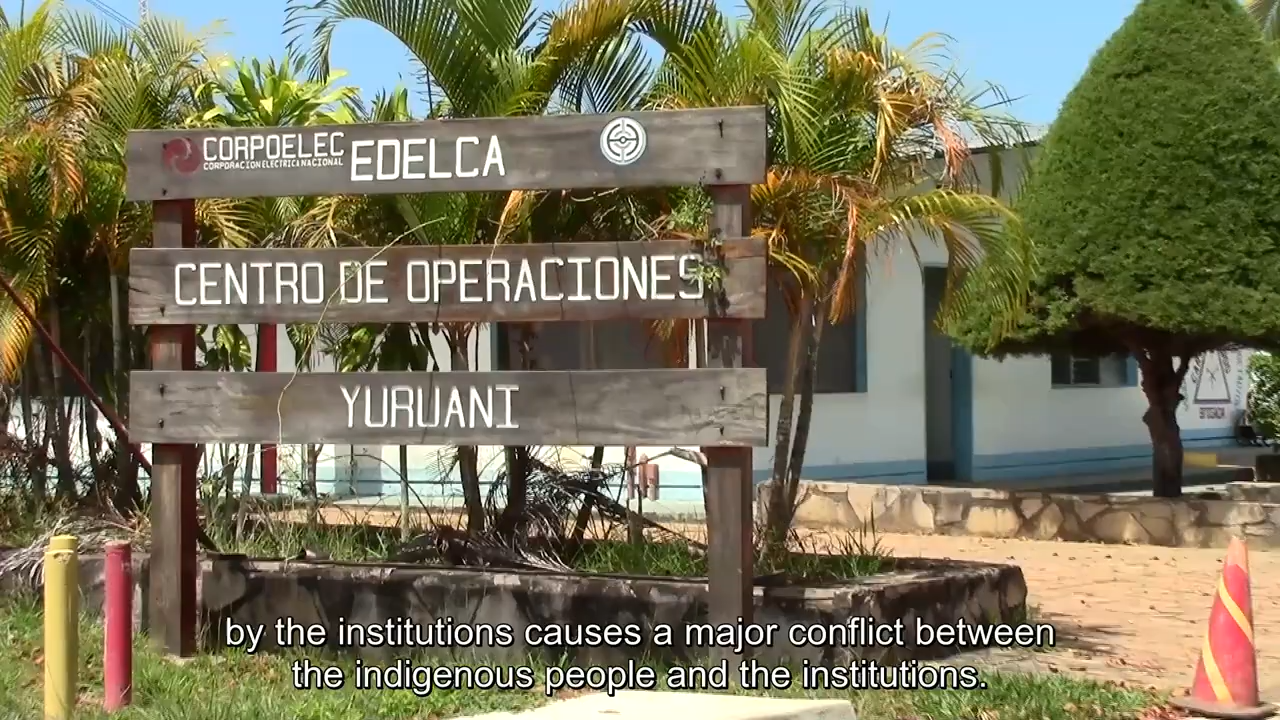 CORPOELEC
CORPORACION ELECTRICA NACIONAL
EDELCA
CENTRO DE OPERACIONES
YURUANI
BRIGADA
by the institutions causes a major conflict between
the indigenous people and the institutions.